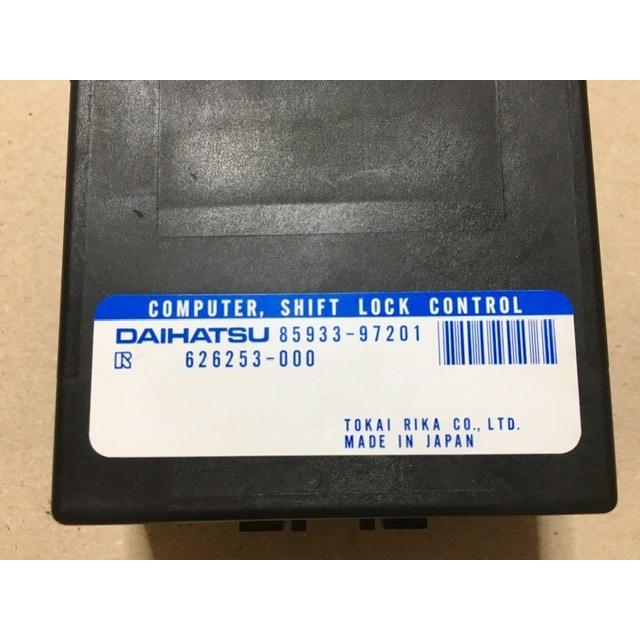 COMPUTER, SHIFT LOCK CONTROL
DAIHATSU 85933-97201
626253-000
TOKAI RIKA CO., LTD.
MADE IN JAPAN